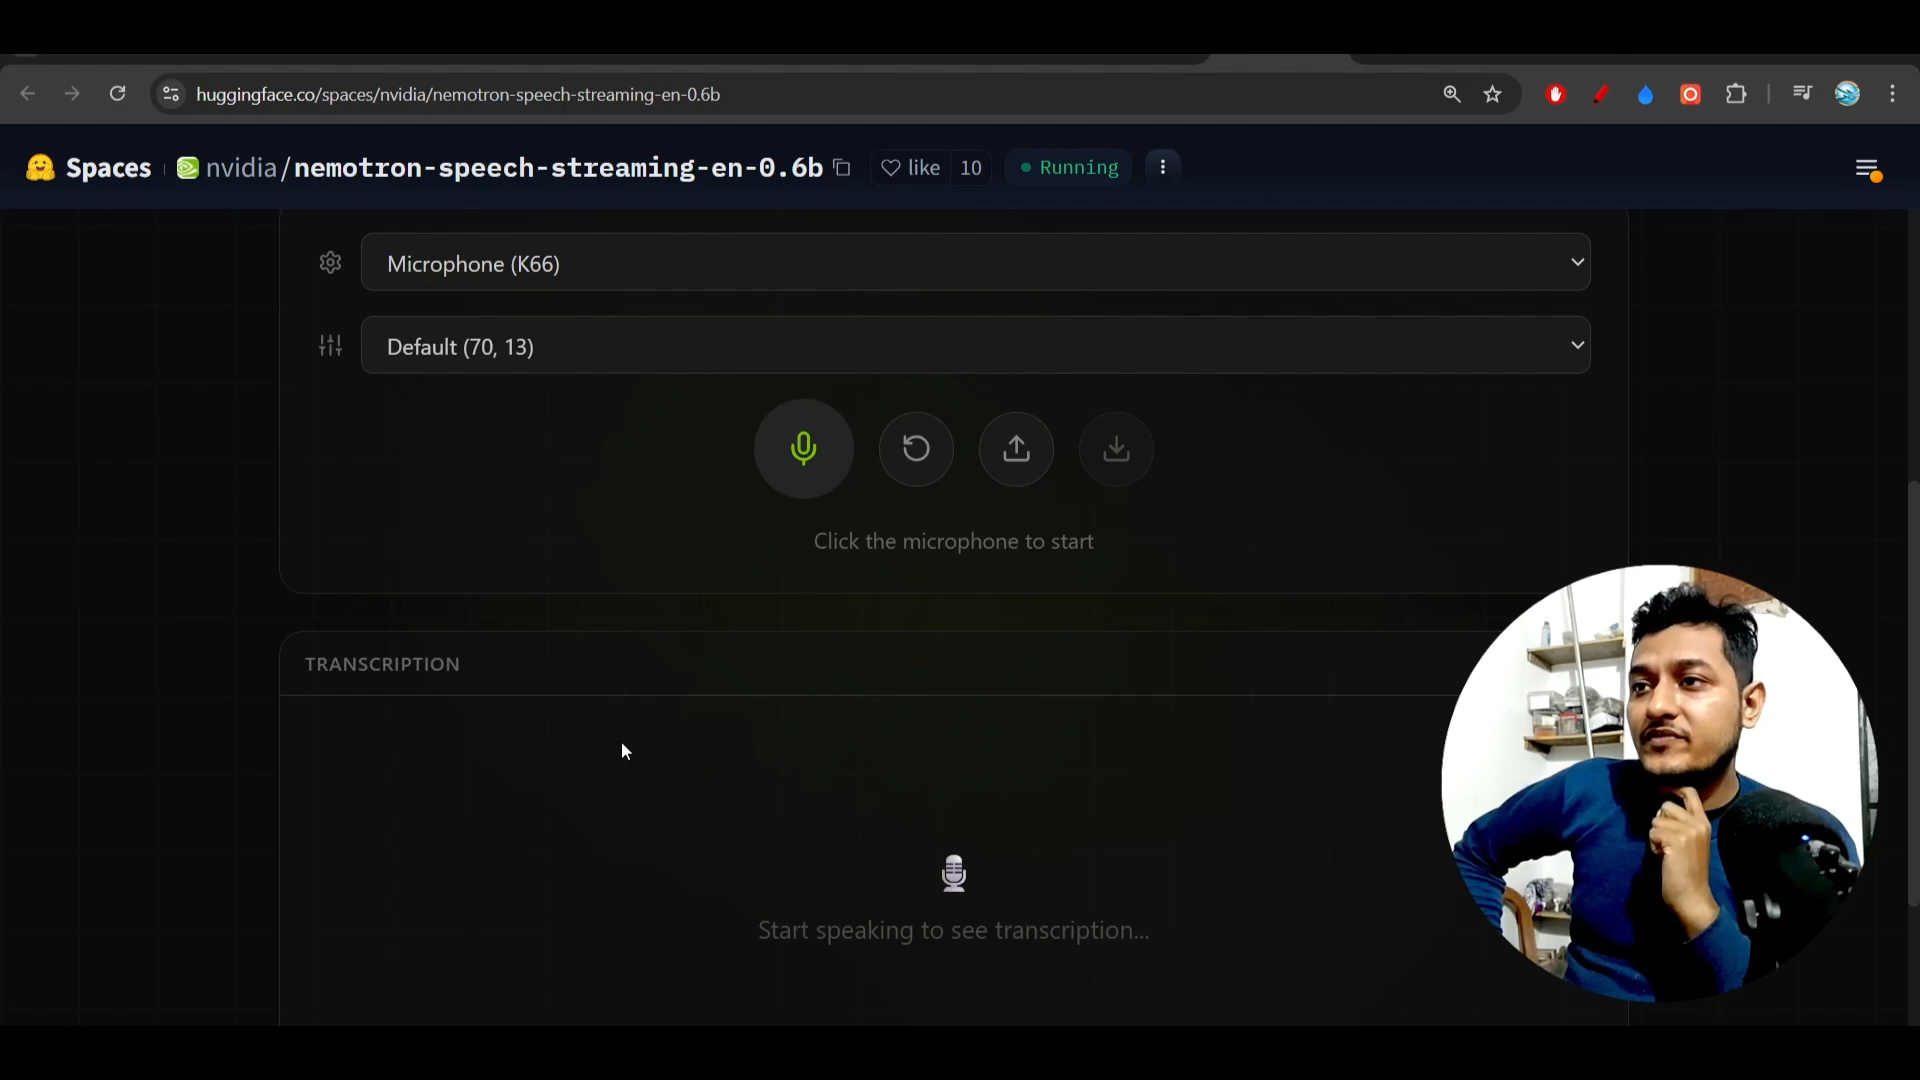 huggingface.co/spaces/nvidia/nemotron-speech-streaming-en-0.6b
Spaces nvidia/nemotron-speech-streaming-en-0.6b like 10 Running
Microphone (K66)
Default (70, 13)
Click the microphone to start
TRANSCRIPTION
Start speaking to see transcription...